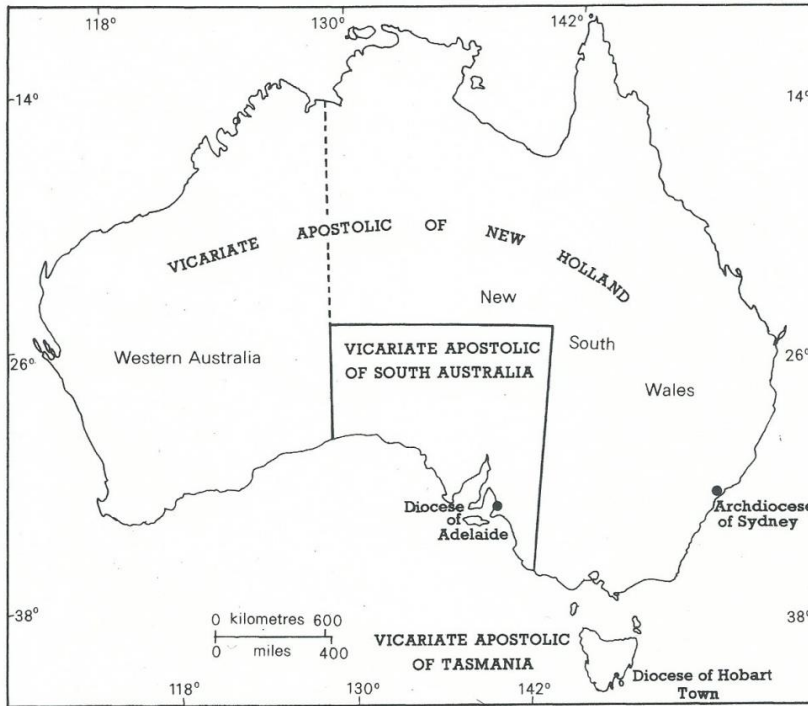 118°
130°
142°
14°
14°
VICARIATE APOSTOLIC OF NEW HOLLAND
New
South
Wales
Western Australia
VICARIATE APOSTOLIC
OF SOUTH AUSTRALIA
26°
26°
Diocese
of
Adelaide
Archdiocese
of Sydney
38°
38°
0 kilometres 600
0 miles 400
VICARIATE APOSTOLIC
OF TASMANIA
Diocese of Hobart
Town
118°
130°
142°